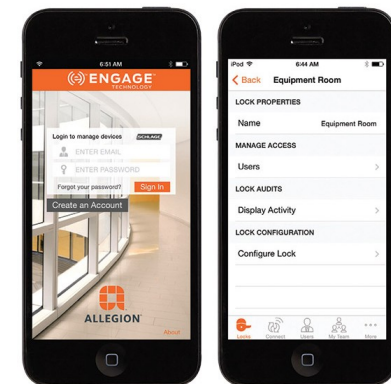 6:51 AM
ENGAGE™
TECHNOLOGY
Login to manage devices
SCHLAGE
ENTER EMAIL
ENTER PASSWORD
Forgot your password?
Sign In
Create an Account
ALLEGION
About
iPod
6:44 AM
Back
Equipment Room
LOCK PROPERTIES
Name Equipment Room
MANAGE ACCESS
Users
LOCK AUDITS
Display Activity
LOCK CONFIGURATION
Configure Lock
Locks Connect Users My Team More